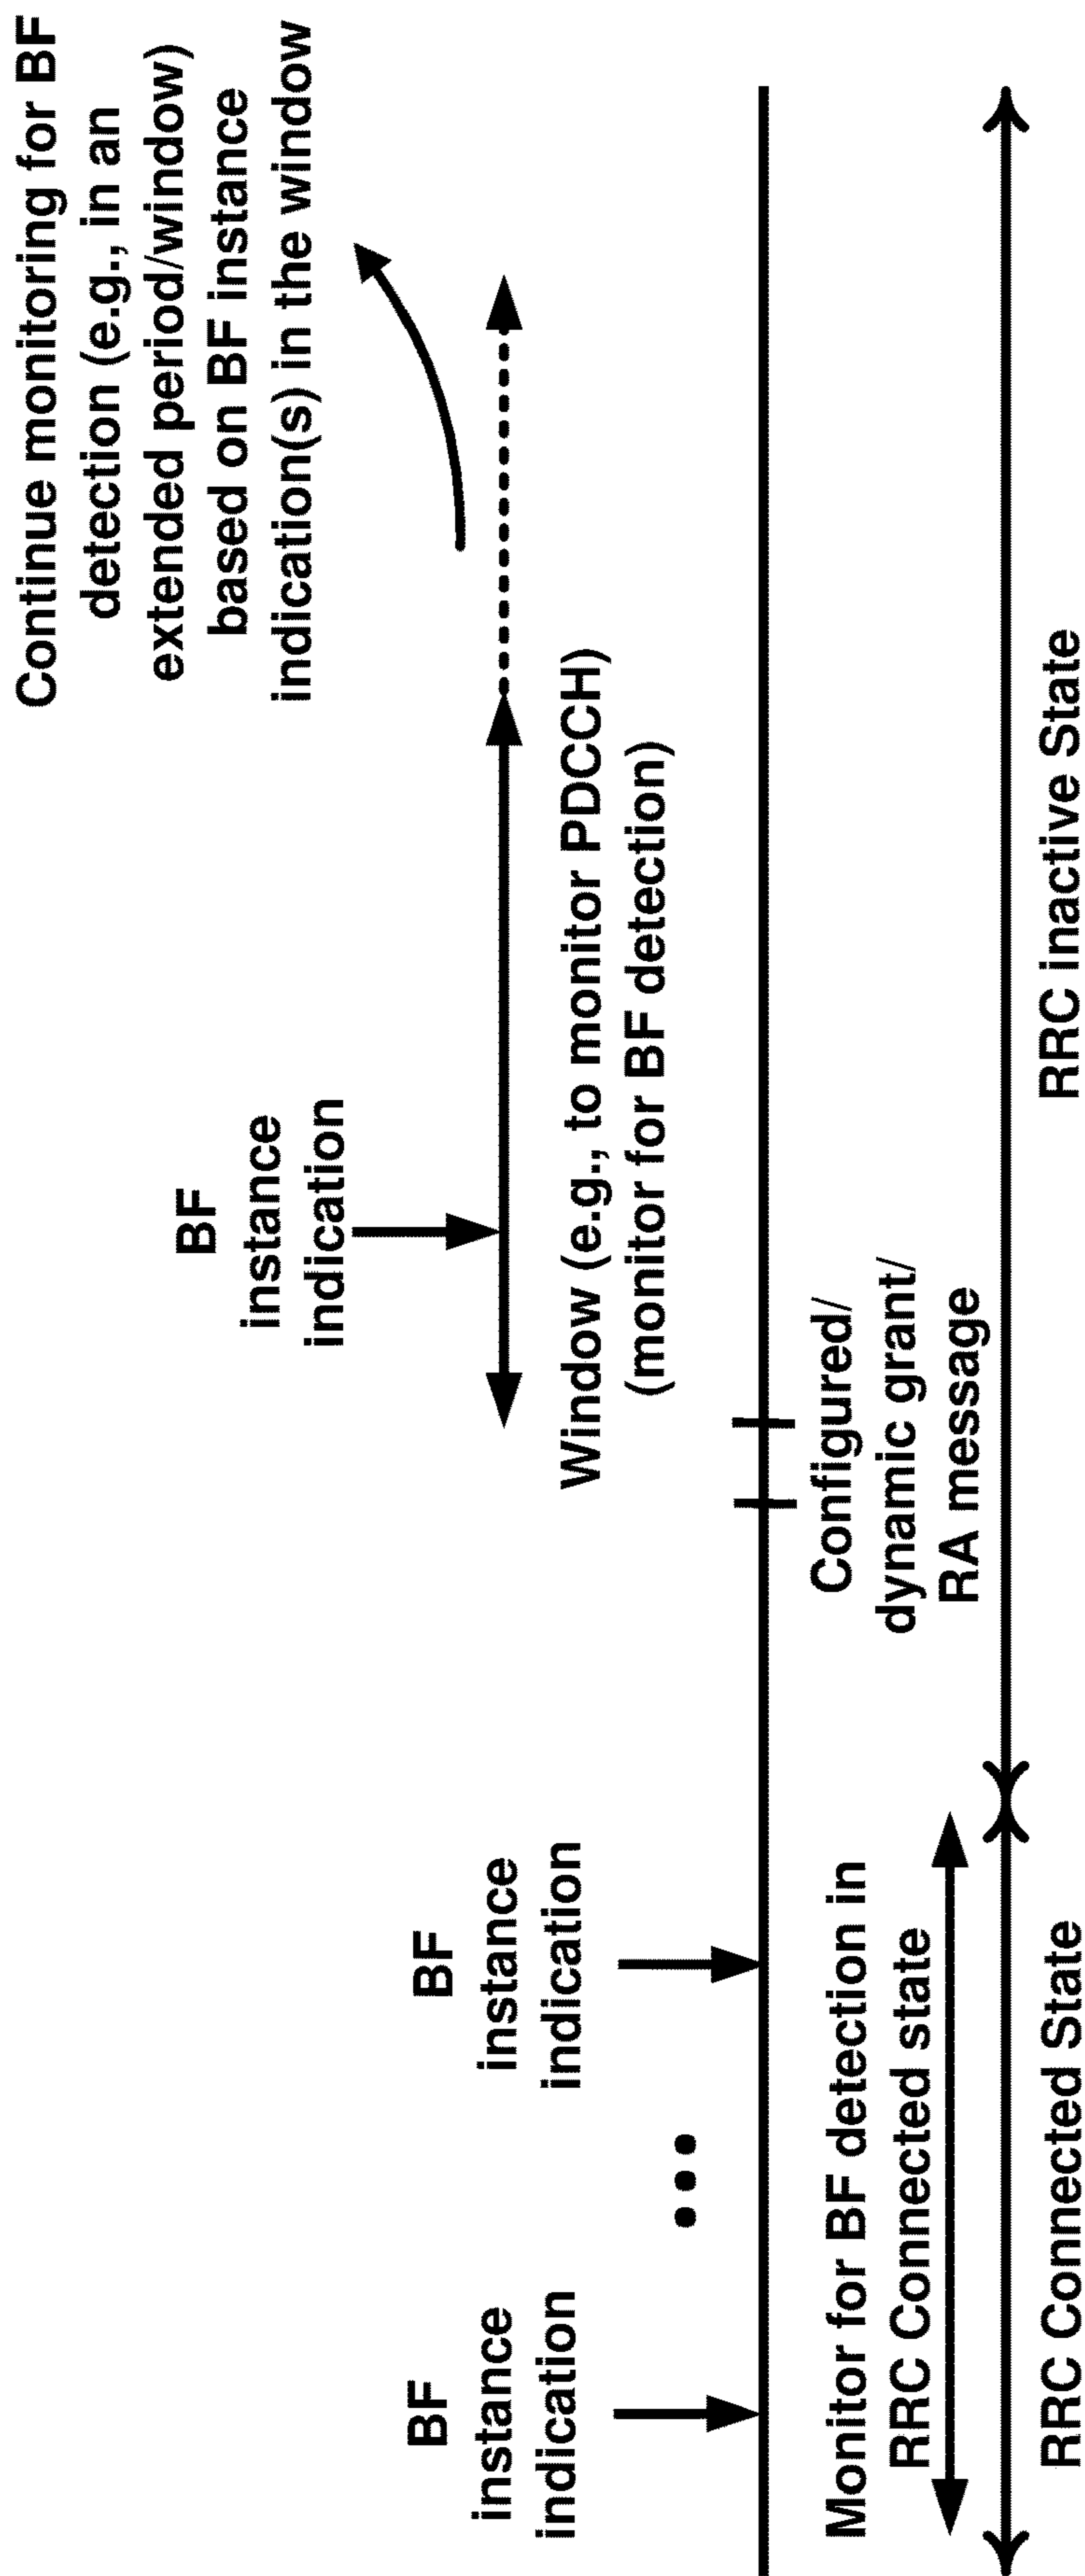 BF
instance
indication
BF
instance
indication
BF
instance
indication
Continue monitoring for BF
detection (e.g., in an
extended period/window)
based on BF instance
indication(s) in the window
Window (e.g., to monitor PDCCH)
(monitor for BF detection)
Monitor for BF detection in
RRC Connected state
Configured/
dynamic grant/
RA message
RRC Connected State
RRC inactive State